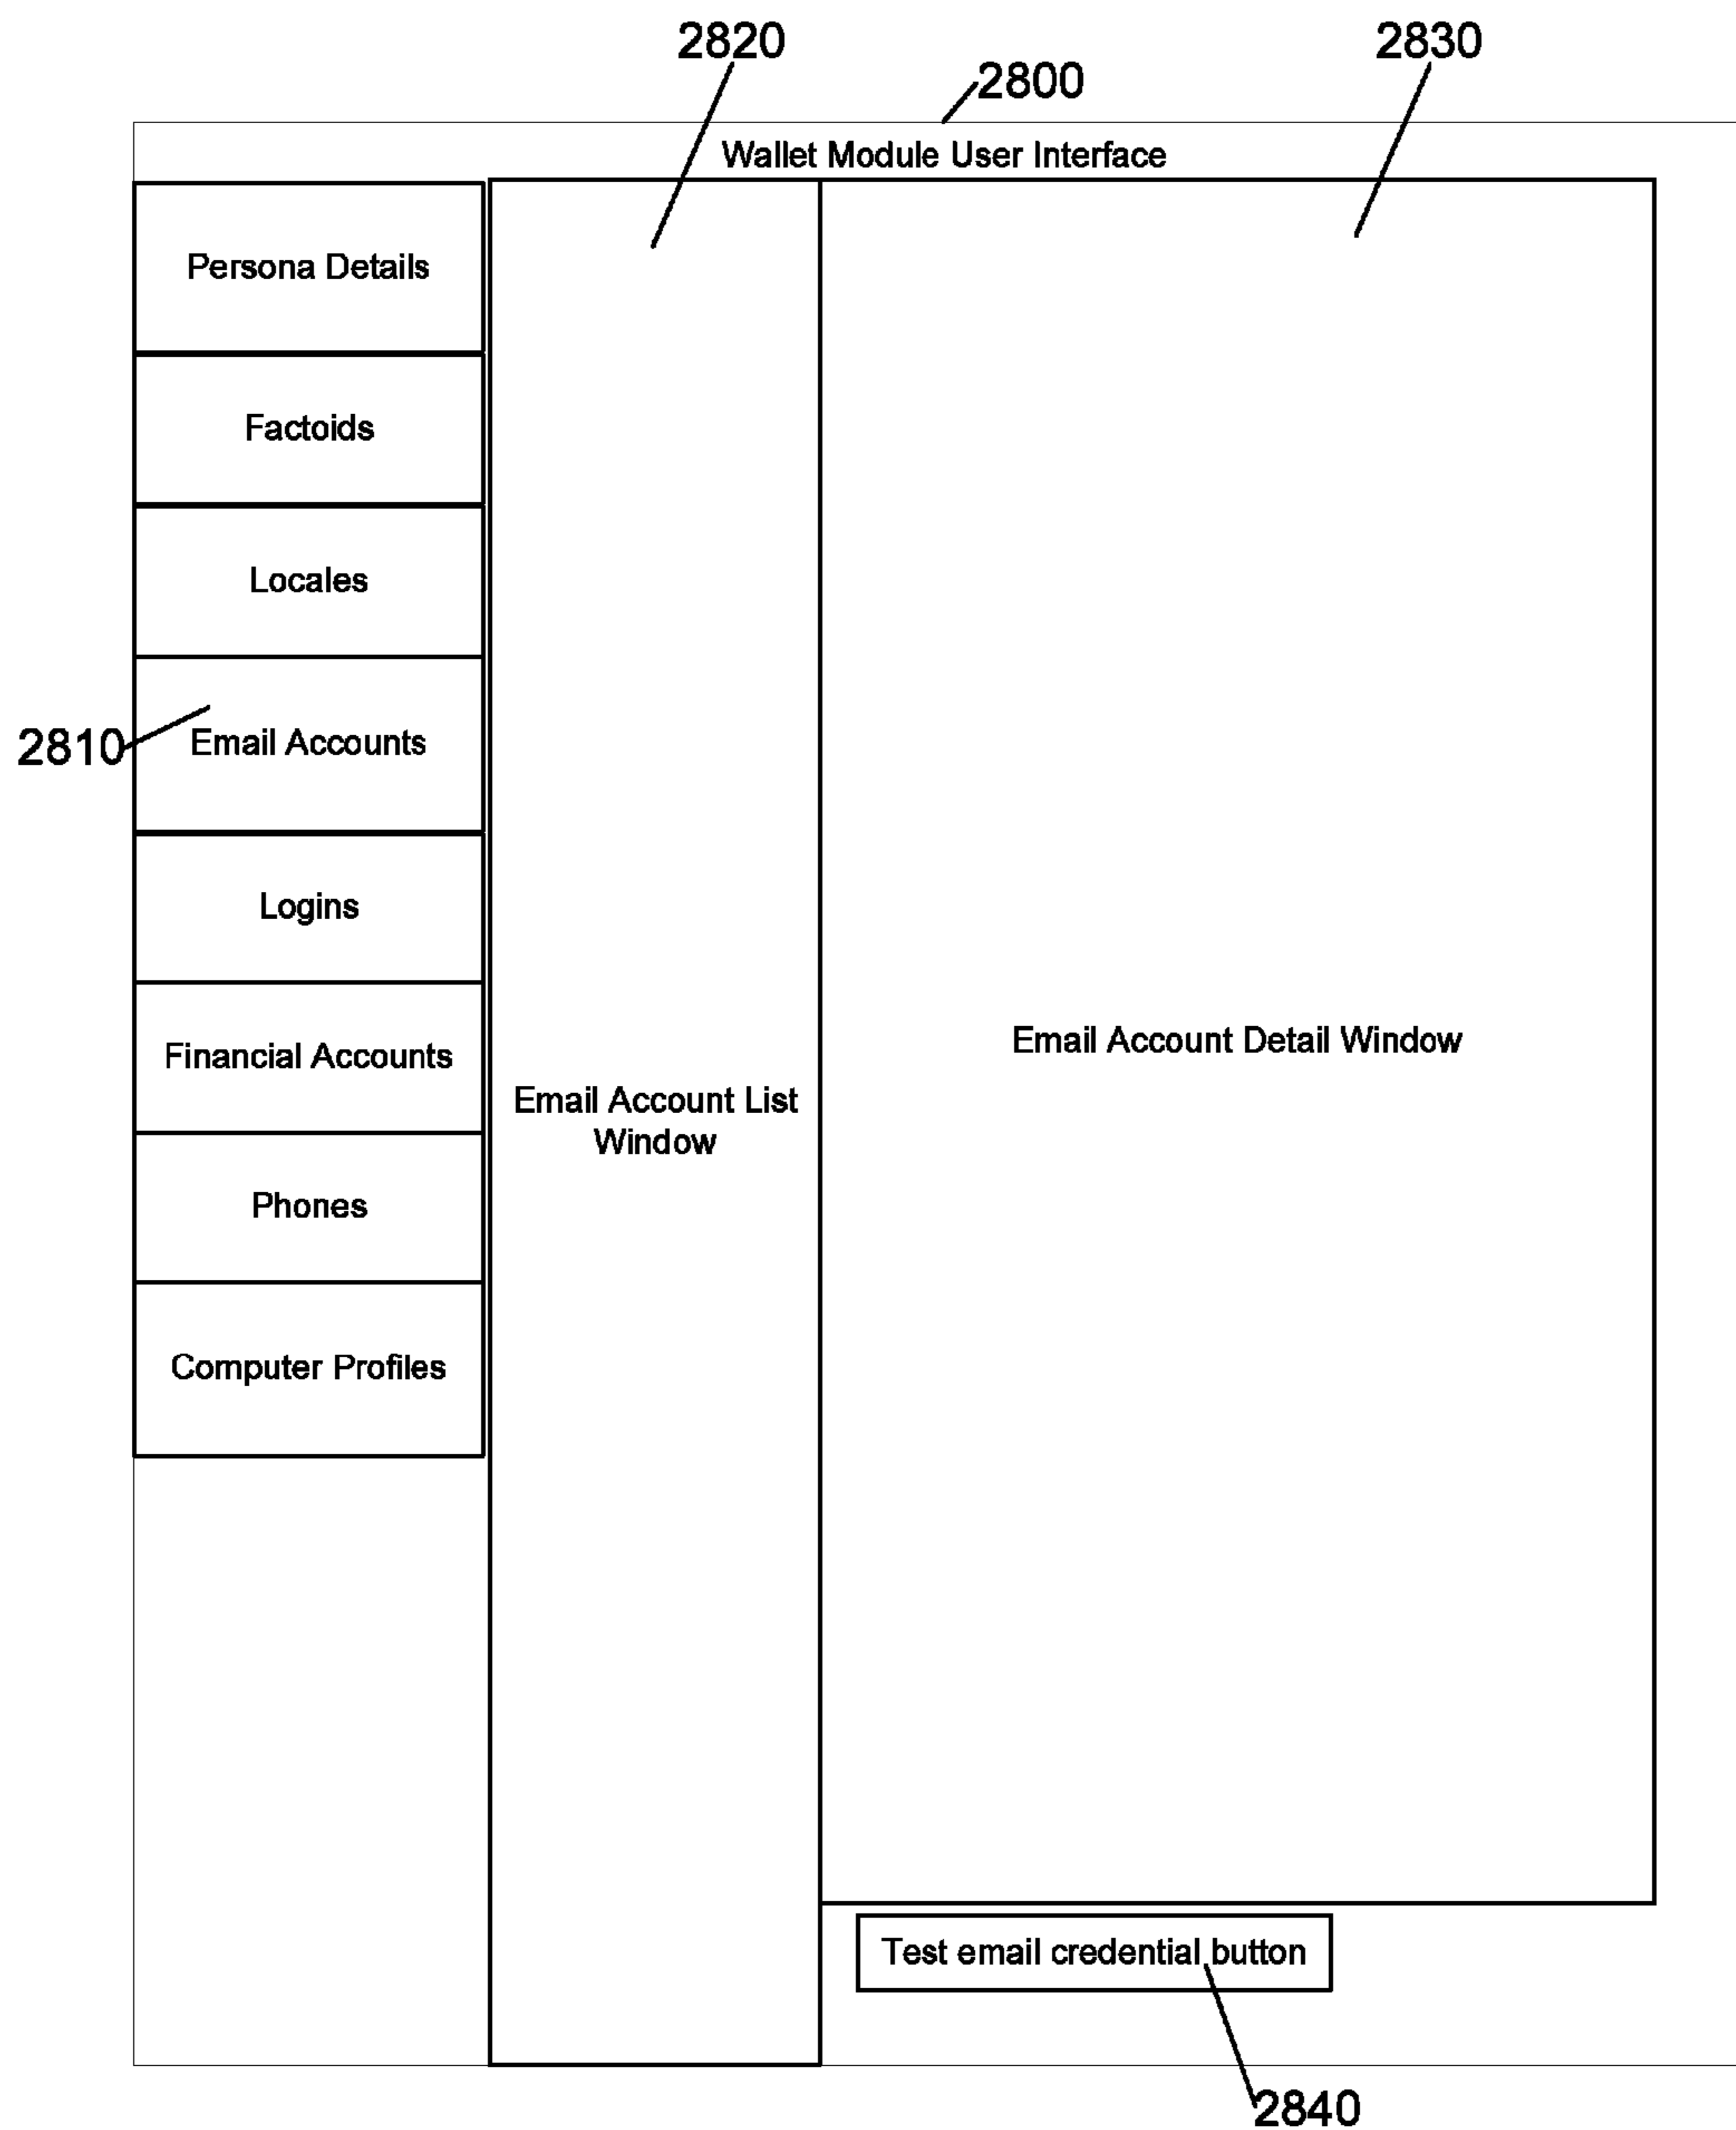 2820
2830
2800
Wallet Module User Interface
Persona Details
Factoids
Locales
2810
Email Accounts
Logins
Financial Accounts
Phones
Computer Profiles
Email Account List
Window
Email Account Detail Window
Test email credential button
2840